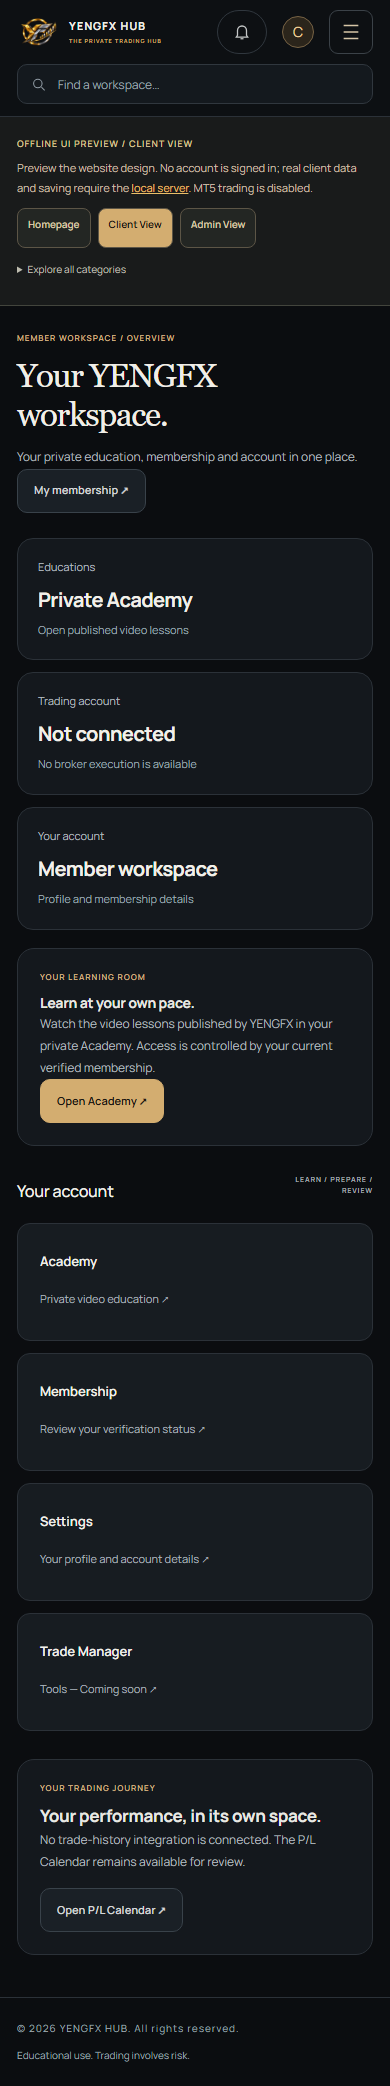 YENGFX HUB
THE PRIVATE TRADING HUB
C
Find a workspace...
OFFLINE UI PREVIEW / CLIENT VIEW
Preview the website design. No account is signed in; real client data
and saving require the local server. MT5 trading is disabled.
Homepage
Client View
Admin View
▶ Explore all categories
MEMBER WORKSPACE / OVERVIEW
Your YENGFX
workspace.
Your private education, membership and account in one place.
My membership ↗
Educations
Private Academy
Open published video lessons
Trading account
Not connected
No broker execution is available
Your account
Member workspace
Profile and membership details
YOUR LEARNING ROOM
Learn at your own pace.
Watch the video lessons published by YENGFX in your
private Academy. Access is controlled by your current
verified membership.
Open Academy ↗
Your account
LEARN / PREPARE /
REVIEW
Academy
Private video education ↗
Membership
Review your verification status ↗
Settings
Your profile and account details ↗
Trade Manager
Tools — Coming soon ↗
YOUR TRADING JOURNEY
Your performance, in its own space.
No trade-history integration is connected. The P/L
Calendar remains available for review.
Open P/L Calendar ↗
© 2026 YENGFX HUB. All rights reserved.
Educational use. Trading involves risk.